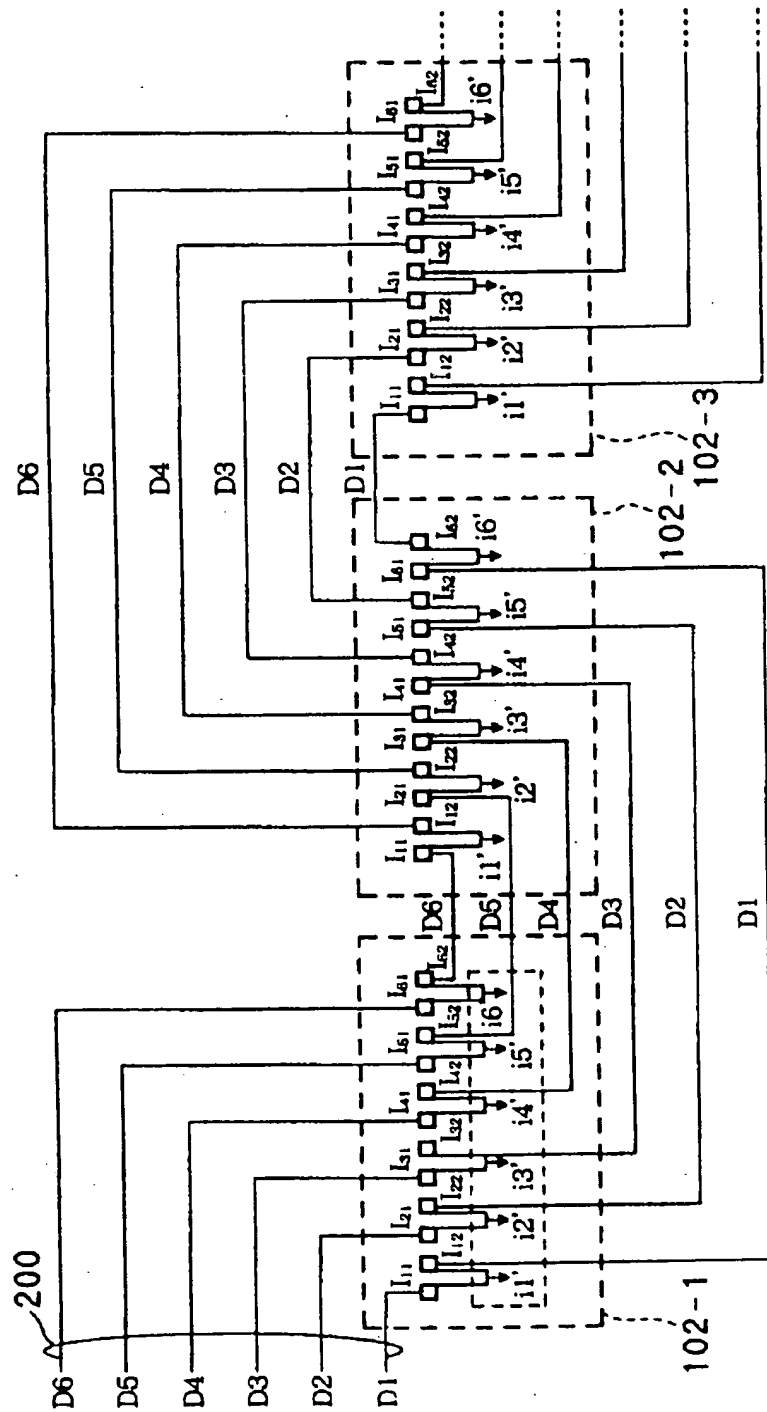 200
D6
D5
D4
D3
D2
D1
I11 I21 I31 I41 I51 I61
I12 I22 I32 I42 I52 I62
i1' i2' i3' i4' i5' i6
102-1
D6
D5
D4
D3
D2
D1
I11 I21 I31 I41 I51 I61
I12 I22 I32 I42 I52 I62
i1' i2' i3' i4' i5' i6'
102-2
D6
D5
D4
D3
D2
D1
I11 I21 I31 I41 I51 I61
I12 I22 I32 I42 I52 I62
i1' i2' i3' i4' i5' i6'
102-3